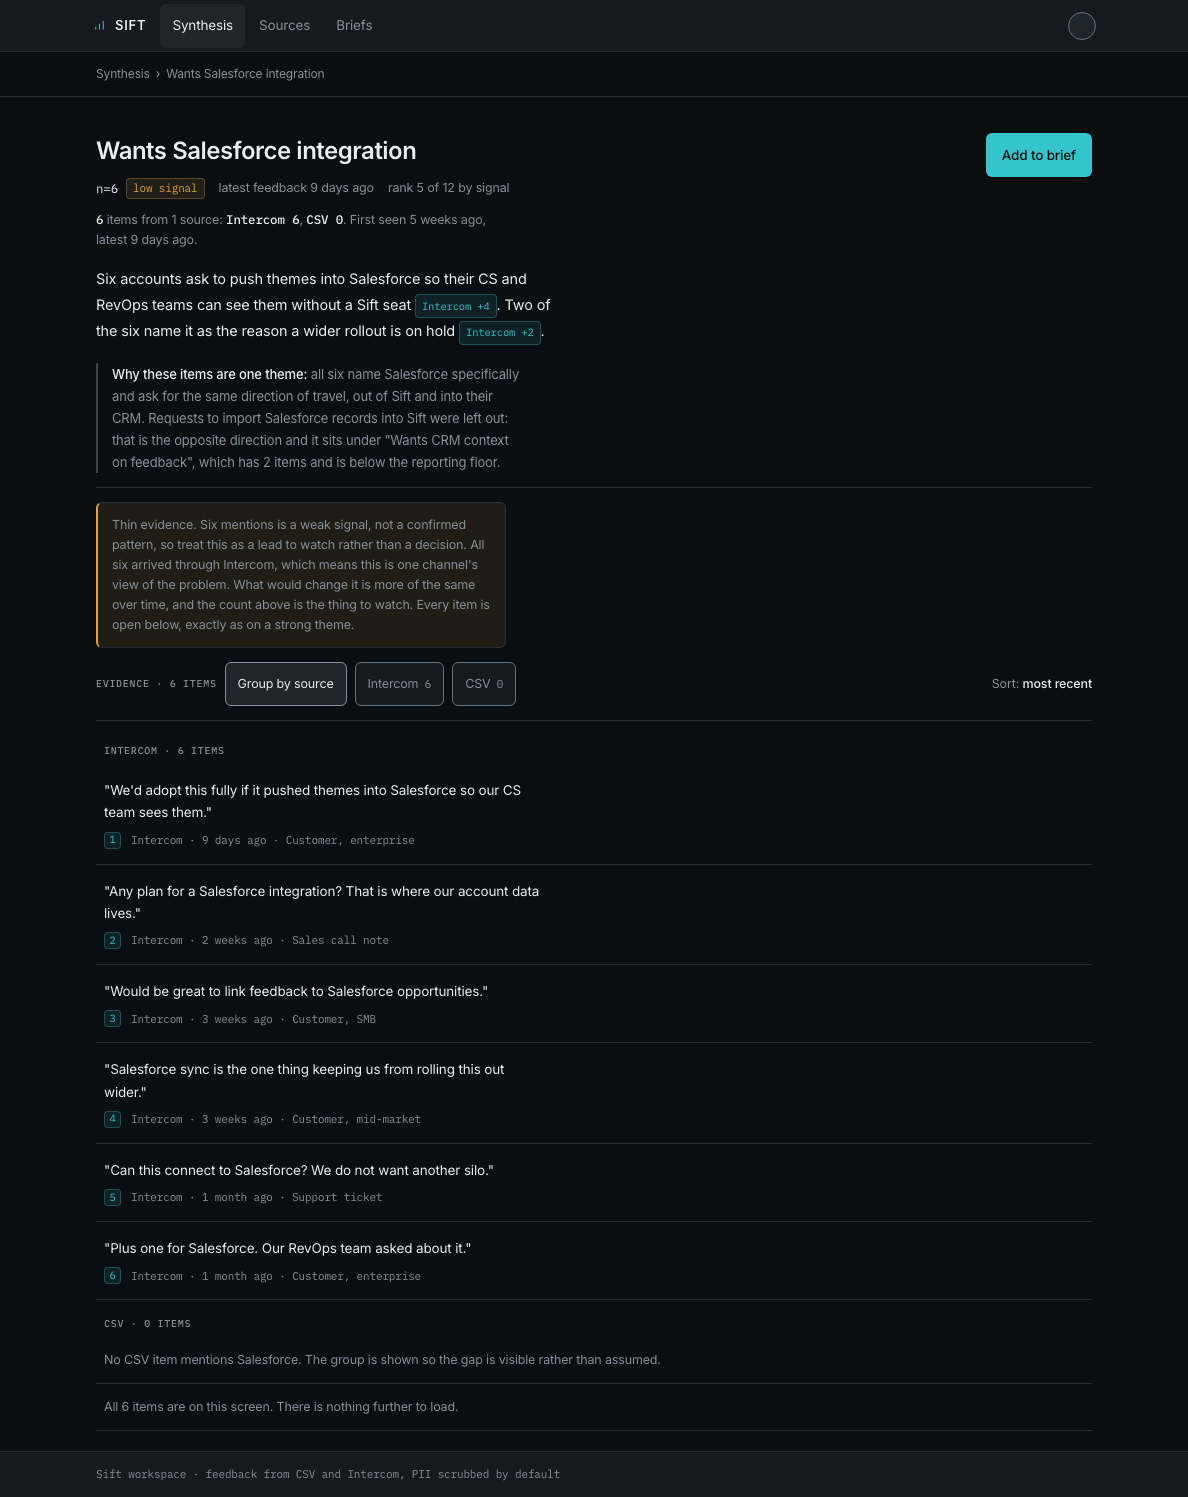 SIFT Synthesis Sources Briefs
Synthesis › Wants Salesforce integration
Wants Salesforce integration
Add to brief
n=6 low signal latest feedback 9 days ago rank 5 of 12 by signal
6 items from 1 source: Intercom 6, CSV 0. First seen 5 weeks ago,
latest 9 days ago.
Six accounts ask to push themes into Salesforce so their CS and
RevOps teams can see them without a Sift seat Intercom +4. Two of
the six name it as the reason a wider rollout is on hold Intercom +2.
Why these items are one theme: all six name Salesforce specifically
and ask for the same direction of travel, out of Sift and into their
CRM. Requests to import Salesforce records into Sift were left out:
that is the opposite direction and it sits under "Wants CRM context
on feedback", which has 2 items and is below the reporting floor.
Thin evidence. Six mentions is a weak signal, not a confirmed
pattern, so treat this as a lead to watch rather than a decision. All
six arrived through Intercom, which means this is one channel's
view of the problem. What would change it is more of the same
over time, and the count above is the thing to watch. Every item is
open below, exactly as on a strong theme.
EVIDENCE · 6 ITEMS Group by source Intercom 6 CSV 0 Sort: most recent
INTERCOM · 6 ITEMS
"We'd adopt this fully if it pushed themes into Salesforce so our CS
team sees them."
1 Intercom · 9 days ago · Customer, enterprise
"Any plan for a Salesforce integration? That is where our account data
lives."
2 Intercom · 2 weeks ago · Sales call note
"Would be great to link feedback to Salesforce opportunities."
3 Intercom · 3 weeks ago · Customer, SMB
"Salesforce sync is the one thing keeping us from rolling this out
wider."
4 Intercom · 3 weeks ago · Customer, mid-market
"Can this connect to Salesforce? We do not want another silo."
5 Intercom · 1 month ago · Support ticket
"Plus one for Salesforce. Our RevOps team asked about it."
6 Intercom · 1 month ago · Customer, enterprise
CSV · 0 ITEMS
No CSV item mentions Salesforce. The group is shown so the gap is visible rather than assumed.
All 6 items are on this screen. There is nothing further to load.
Sift workspace · feedback from CSV and Intercom, PII scrubbed by default